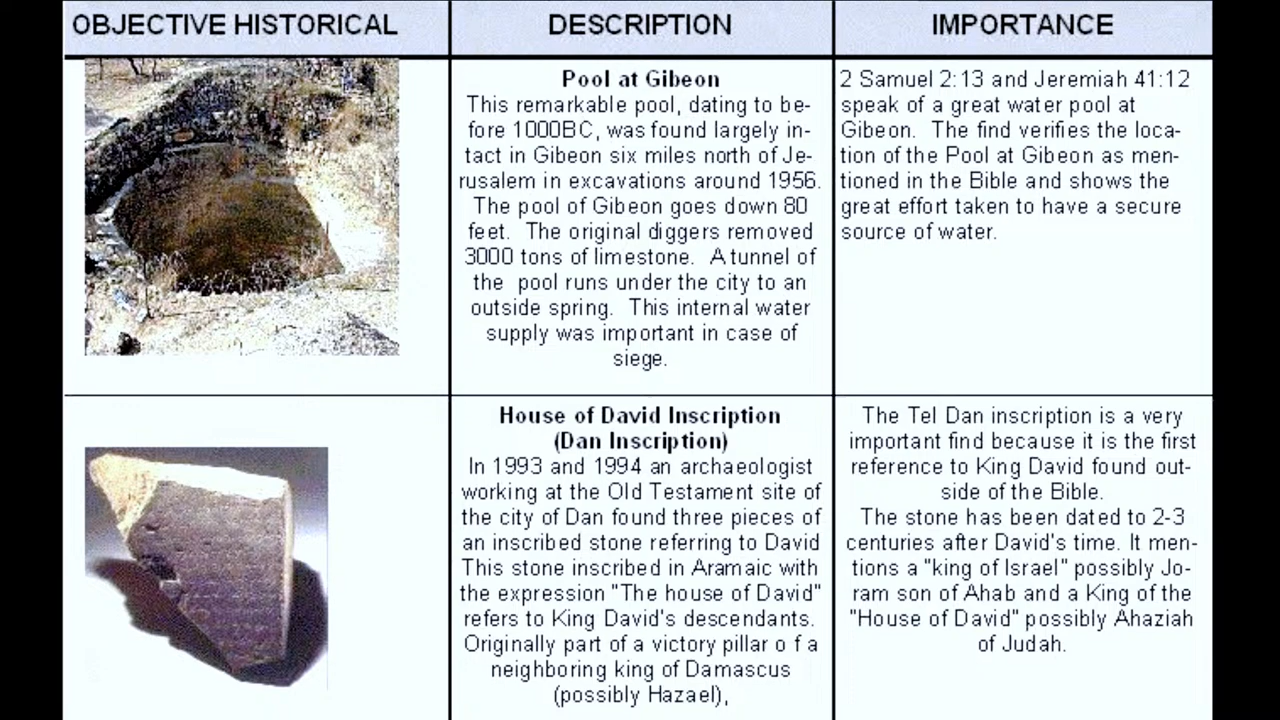 OBJECTIVE HISTORICAL
DESCRIPTION
IMPORTANCE
Pool at Gibeon
This remarkable pool, dating to be-
fore 1000BC, was found largely in-
tact in Gibeon six miles north of Je-
rusalem in excavations around 1956.
The pool of Gibeon goes down 80
feet. The original diggers removed
3000 tons of limestone. A tunnel of
the pool runs under the city to an
outside spring. This internal water
supply was important in case of
siege.
2 Samuel 2:13 and Jeremiah 41:12
speak of a great water pool at
Gibeon. The find verifies the loca-
tion of the Pool at Gibeon as men-
tioned in the Bible and shows the
great effort taken to have a secure
source of water.
House of David Inscription
(Dan Inscription)
In 1993 and 1994 an archaeologist
working at the Old Testament site of
the city of Dan found three pieces of
an inscribed stone referring to David
This stone inscribed in Aramaic with
the expression "The house of David"
refers to King David's descendants.
Originally part of a victory pillar o f a
neighboring king of Damascus
(possibly Hazael),
The Tel Dan inscription is a very
important find because it is the first
reference to King David found out-
side of the Bible.
The stone has been dated to 2-3
centuries after David's time. It men-
tions a "king of Israel" possibly Jo-
ram son of Ahab and a King of the
"House of David" possibly Ahaziah
of Judah.